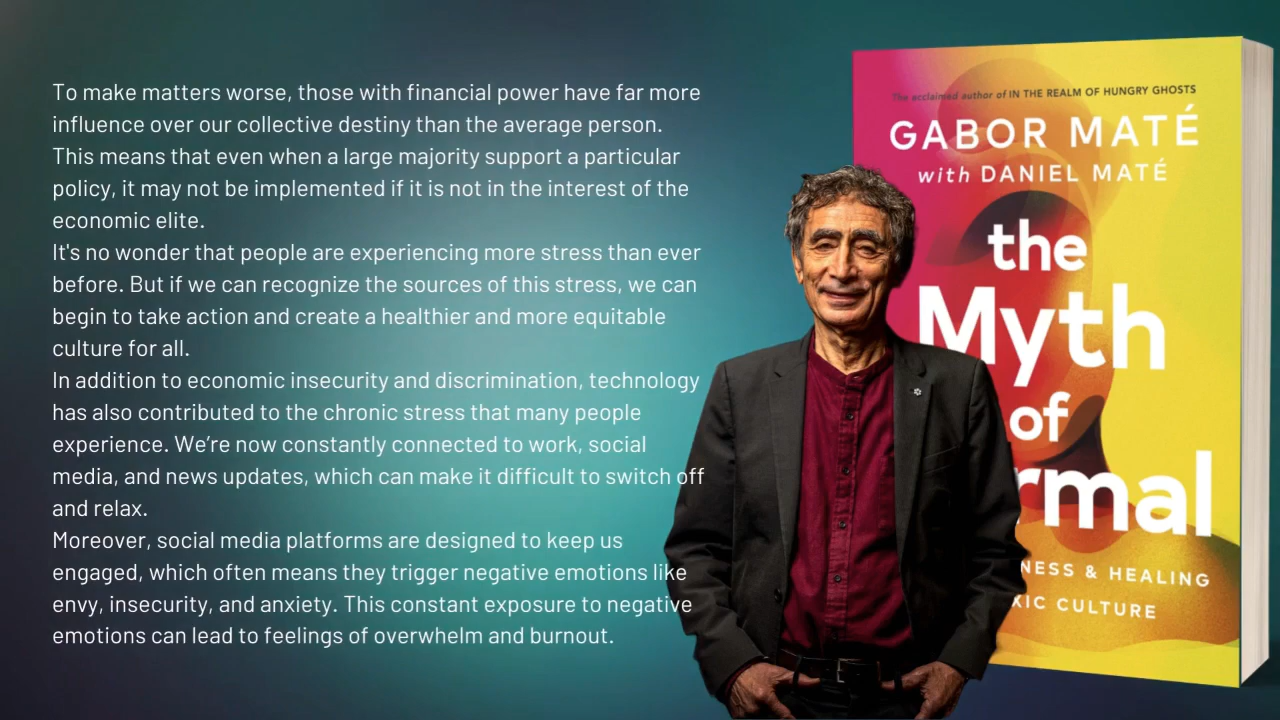 To make matters worse, those with financial power have far more
influence over our collective destiny than the average person.
This means that even when a large majority support a particular
policy, it may not be implemented if it is not in the interest of the
economic elite.
It's no wonder that people are experiencing more stress than ever
before. But if we can recognize the sources of this stress, we can
begin to take action and create a healthier and more equitable
culture for all.
In addition to economic insecurity and discrimination, technology
has also contributed to the chronic stress that many people
experience. We’re now constantly connected to work, social
media, and news updates, which can make it difficult to switch off
and relax.
Moreover, social media platforms are designed to keep us
engaged, which often means they trigger negative emotions like
envy, insecurity, and anxiety. This constant exposure to negative
emotions can lead to feelings of overwhelm and burnout.
The acclaimed author of IN THE REALM OF HUNGRY GHOSTS
GABOR MATÉ
with DANIEL MATÉ
the
Myth
of
rmal
NESS & HEALING
XIC CULTURE